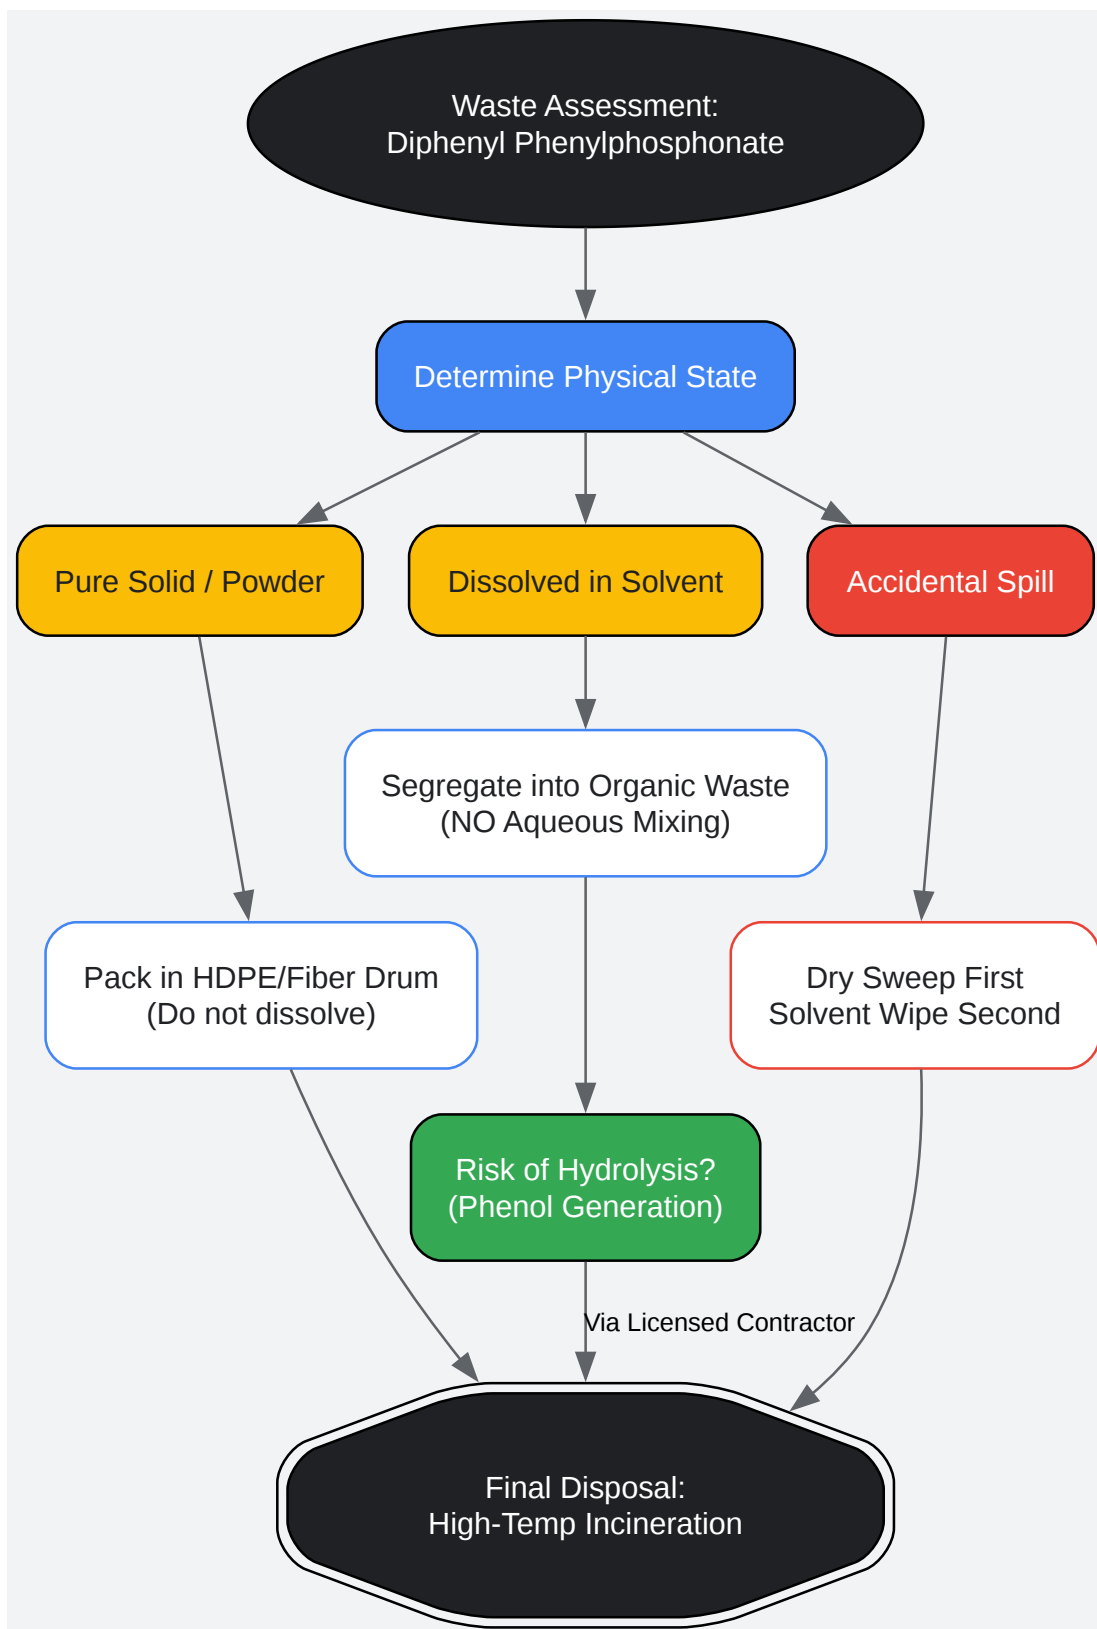 Waste Assessment:
Diphenyl Phenylphosphonate
Determine Physical State
Pure Solid / Powder
Dissolved in Solvent
Accidental Spill
Segregate into Organic Waste
(NO Aqueous Mixing)
Pack in HDPE/Fiber Drum
(Do not dissolve)
Dry Sweep First
Solvent Wipe Second
Risk of Hydrolysis?
(Phenol Generation)
Via Licensed Contractor
Final Disposal:
High-Temp Incineration